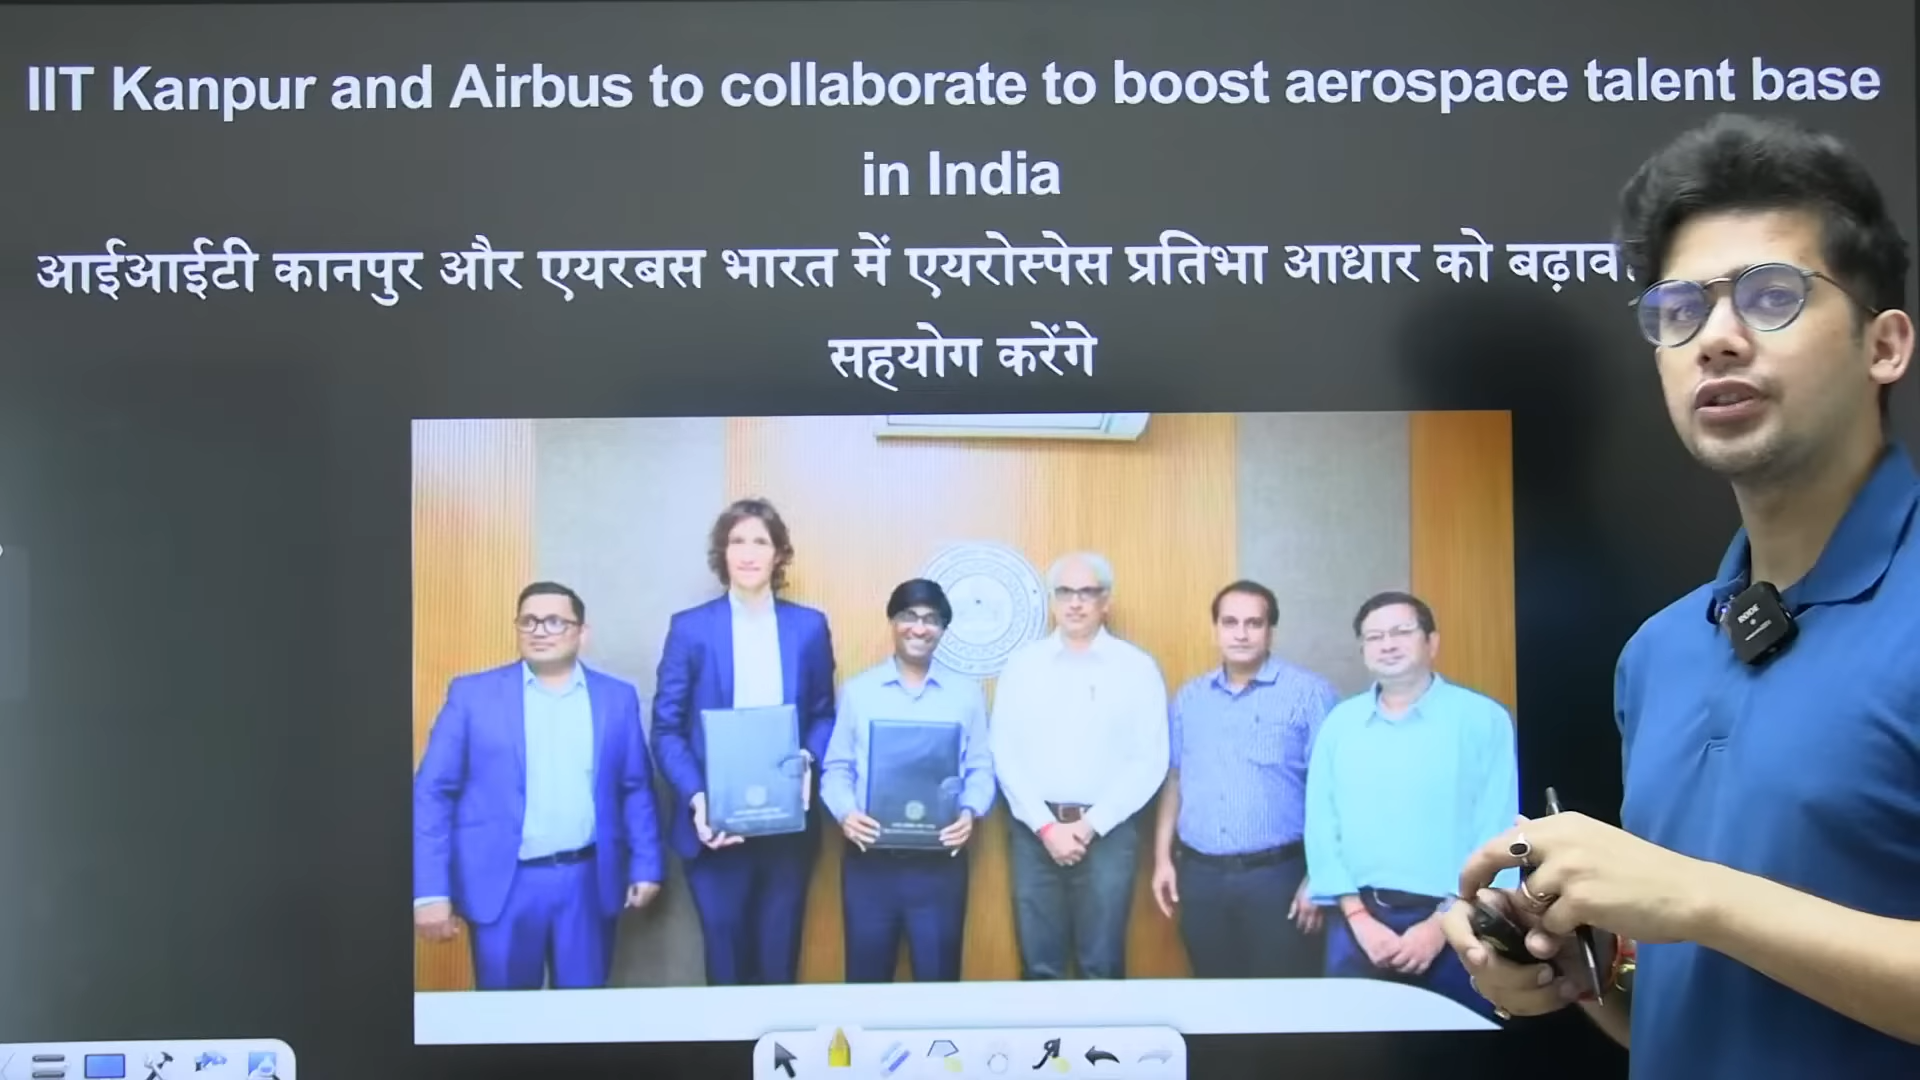 IIT Kanpur and Airbus to collaborate to boost aerospace talent base
in India
आईआईटी कानपुर और एयरबस भारत में एयरोस्पेस प्रतिभा आधार को
सहयोग करेंगे
RODE